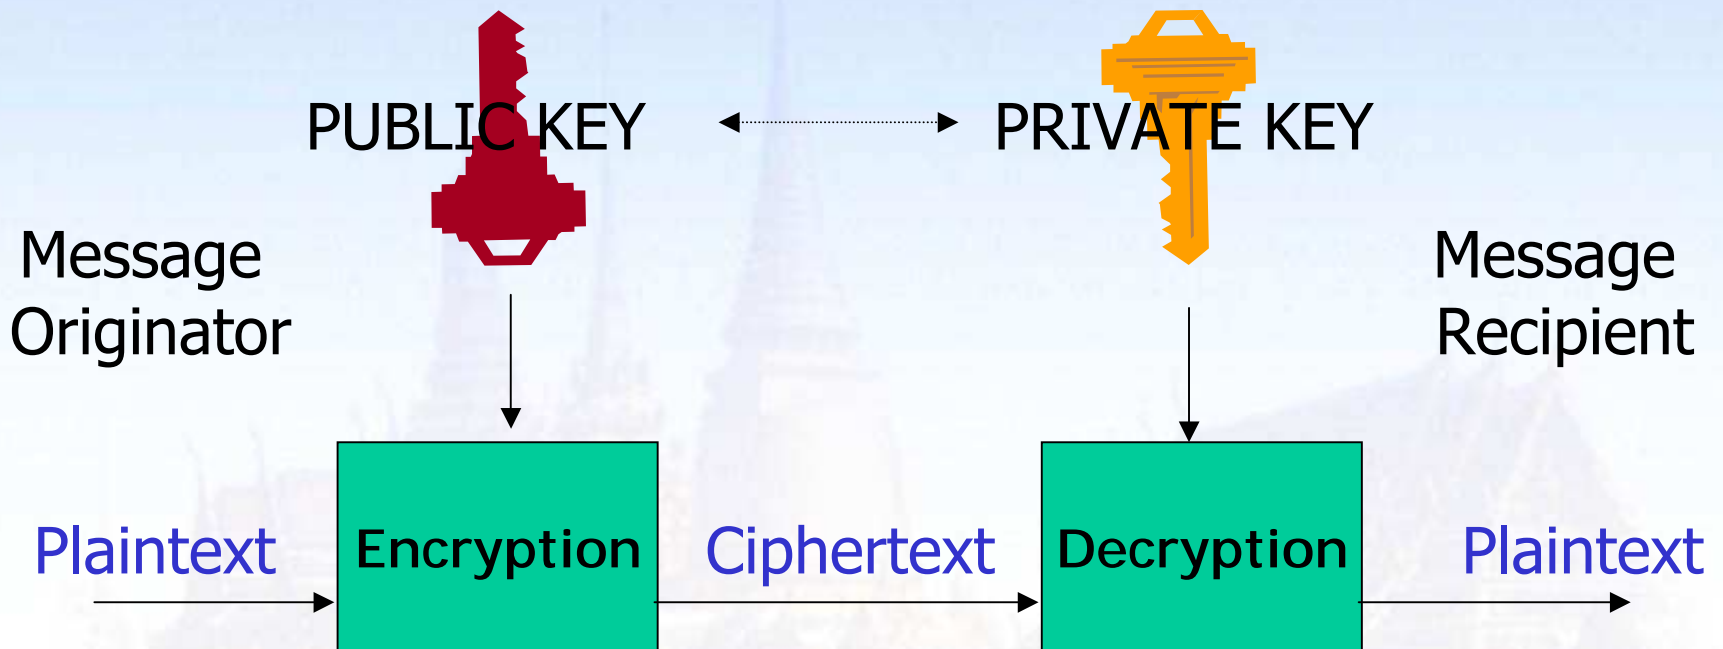 PUBLIC KEY
PRIVATE KEY
Message
Originator
Message
Recipient
Plaintext
Encryption
Ciphertext
Decryption
Plaintext